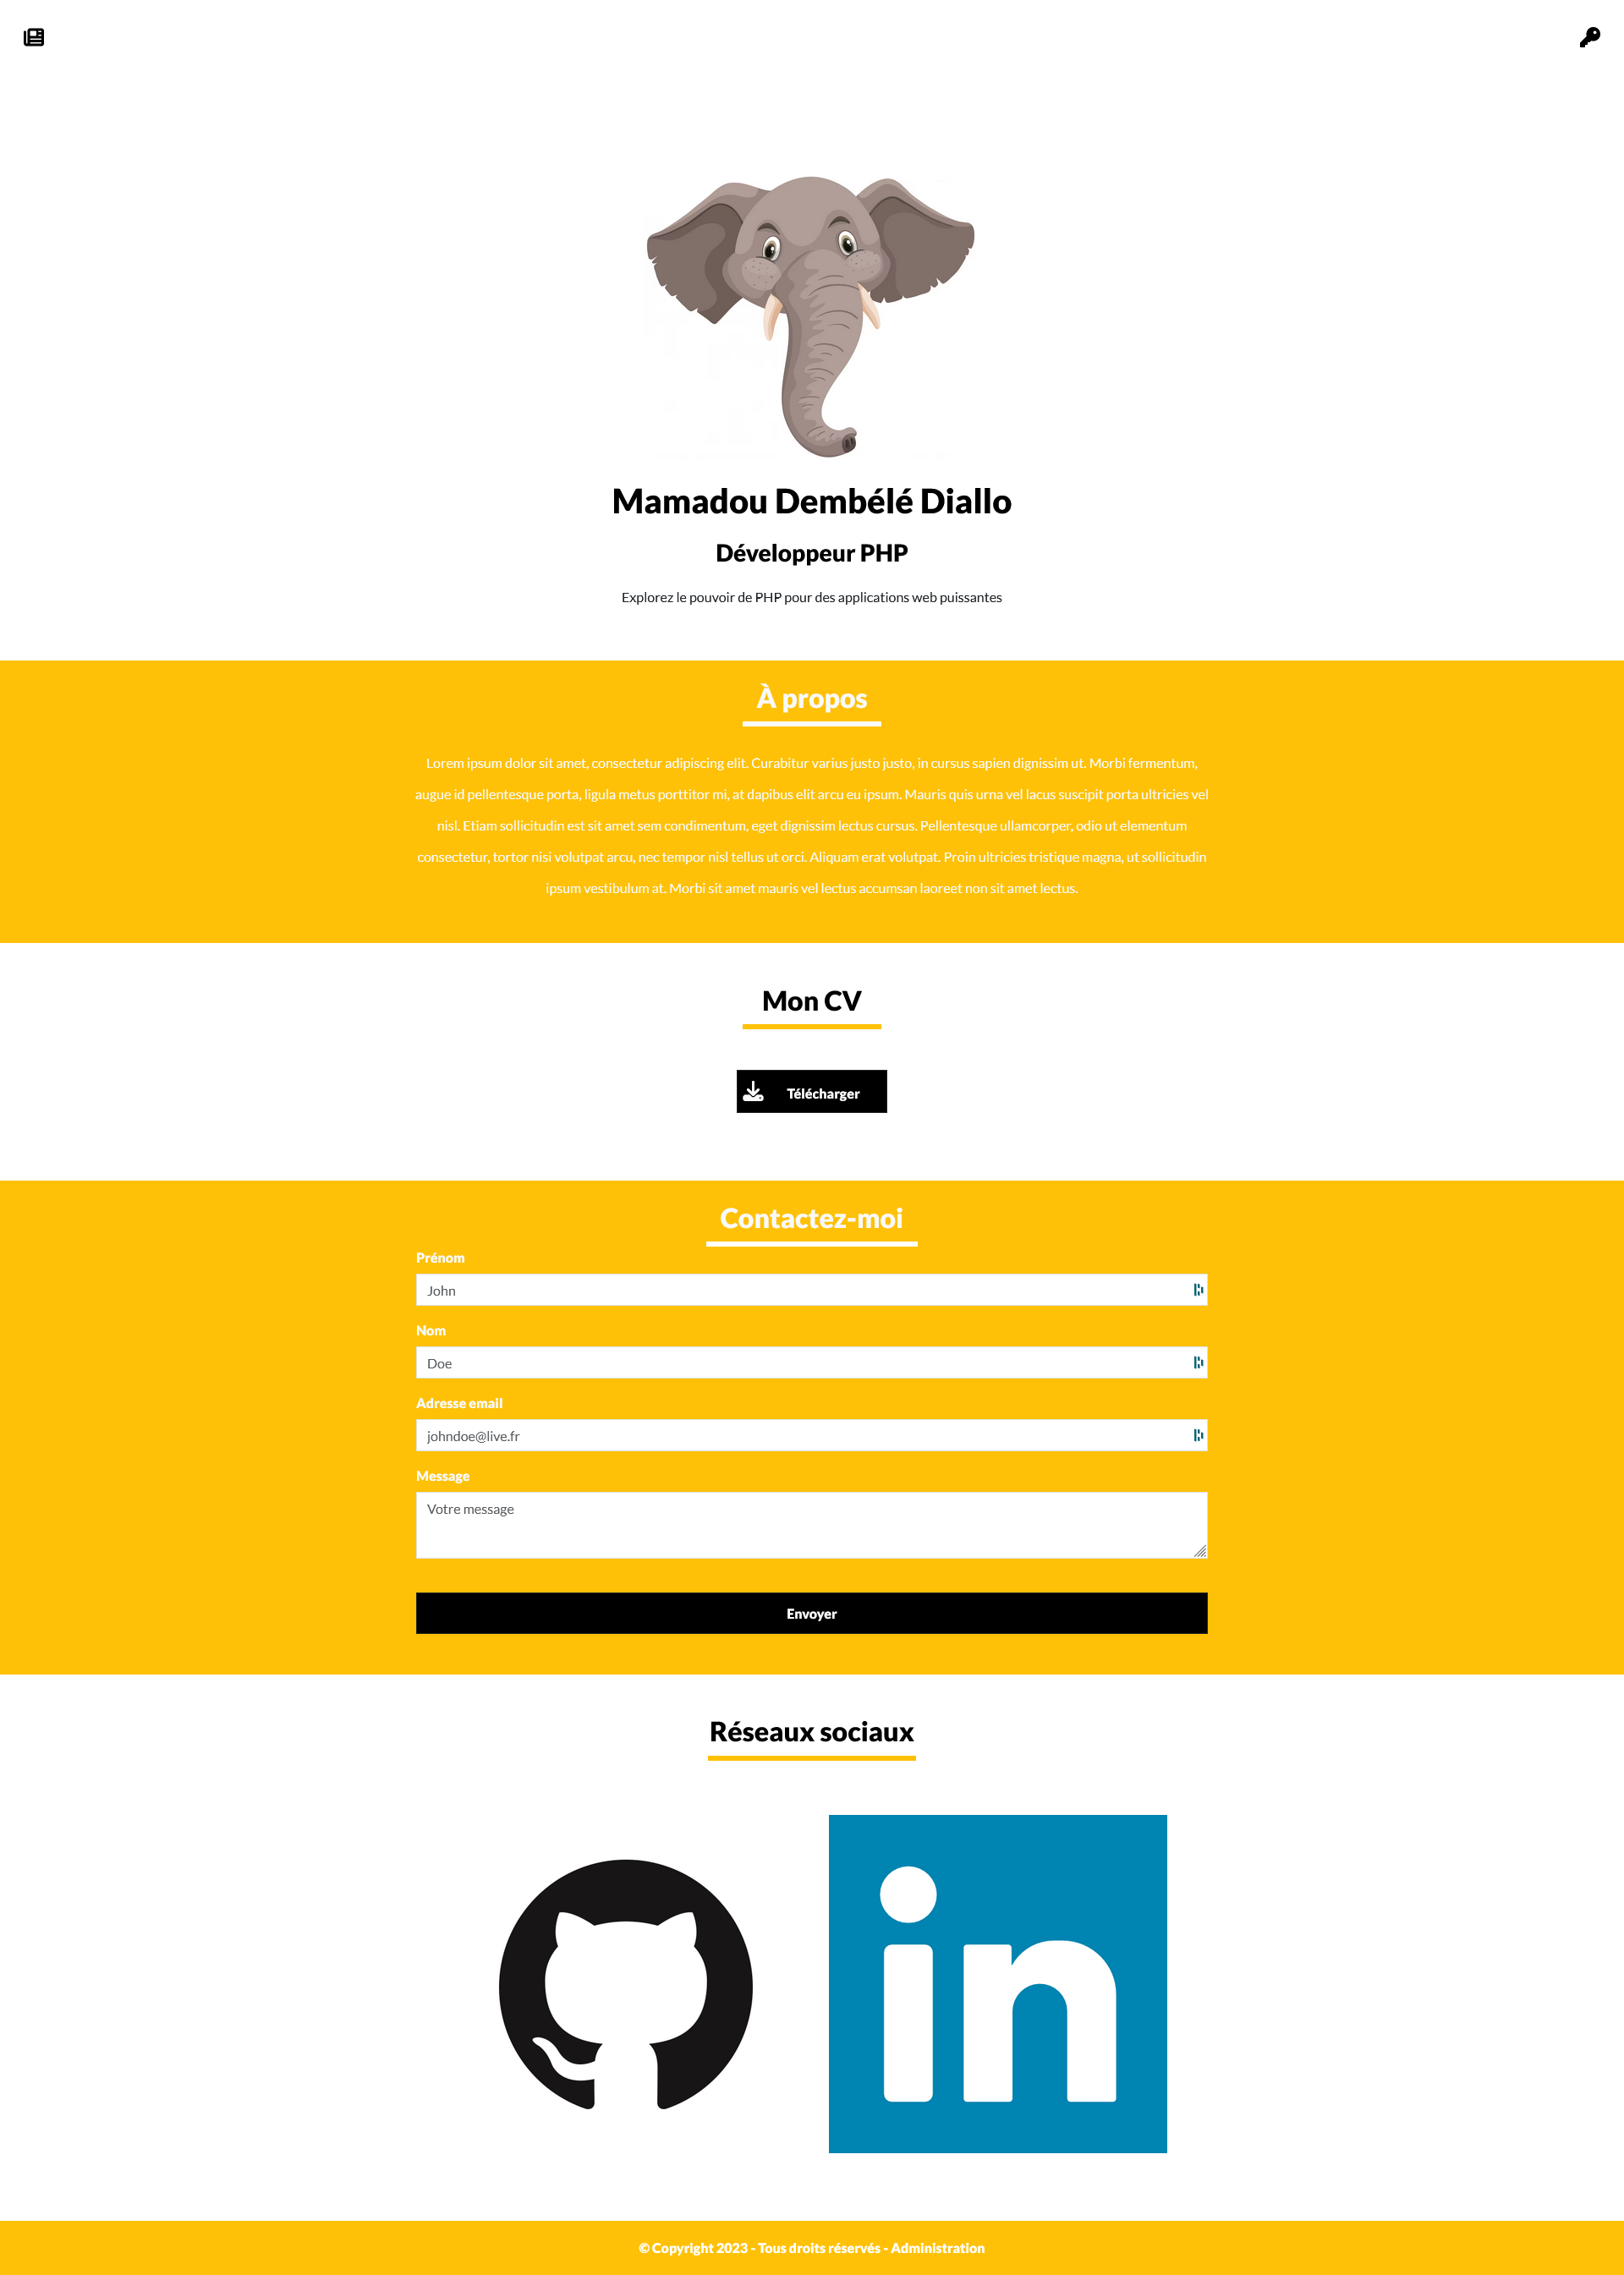 Mamadou Dembélé Diallo
Développeur PHP
Explorez le pouvoir de PHP pour des applications web puissantes
À propos
Lorem ipsum dolor sit amet, consectetur adipiscing elit. Curabitur varius justo justo, in cursus sapien dignissim ut. Morbi fermentum,
augue id pellentesque porta, ligula metus porttitor mi, at dapibus elit arcu eu ipsum. Mauris quis urna vel lacus suscipit porta ultricies vel
nisl. Etiam sollicitudin est sit amet sem condimentum, eget dignissim lectus cursus. Pellentesque ullamcorper, odio ut elementum
consectetur, tortor nisi volutpat arcu, nec tempor nisl tellus ut orci. Aliquam erat volutpat. Proin ultricies tristique magna, ut sollicitudin
ipsum vestibulum at. Morbi sit amet mauris vel lectus accumsan laoreet non sit amet lectus.
Mon CV
Télécharger
Contactez-moi
Prénom
John
Nom
Doe
Adresse email
johndoe@live.fr
Message
Votre message
Envoyer
Réseaux sociaux
in
© Copyright 2023 - Tous droits réservés - Administration